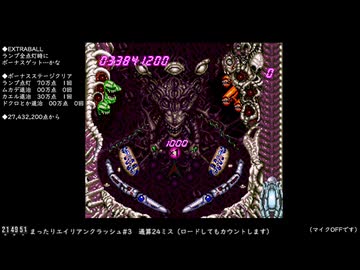 ◆EXTRABALL
ランプ全点灯時に
ボーナスゲット…かな
◆ボーナスステージクリア
ランプ点灯 70万点 1回
ムカデ退治 00万点 0回
カエル退治 30万点 1回
ドクロとか退治 00万点 0回
◆27,432,200点から
033841200
0
1000
×1
214951
まったりエイリアンクラッシュ#3 通算24ミス（ロードしてもカウントします）
（マイクOFFです）